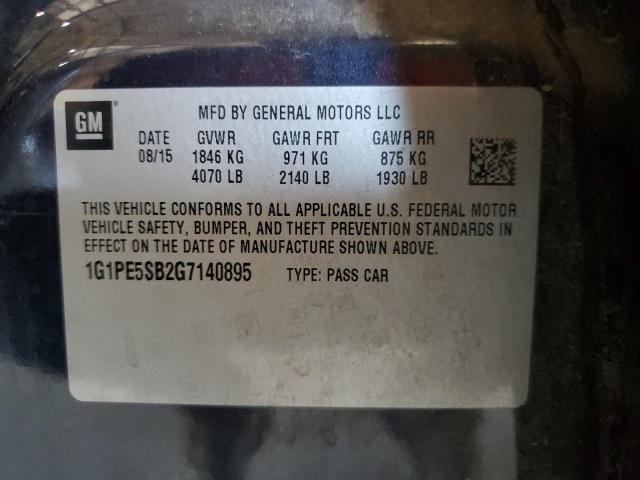 GM
MFD BY GENERAL MOTORS LLC
DATE GVWR GAWR FRT GAWR RR
08/15 1846 KG 971 KG 875 KG
4070 LB 2140 LB 1930 LB
THIS VEHICLE CONFORMS TO ALL APPLICABLE U.S. FEDERAL MOTOR
VEHICLE SAFETY, BUMPER, AND THEFT PREVENTION STANDARDS IN
EFFECT ON THE DATE OF MANUFACTURE SHOWN ABOVE.
1G1PE5SB2G7140895 TYPE: PASS CAR